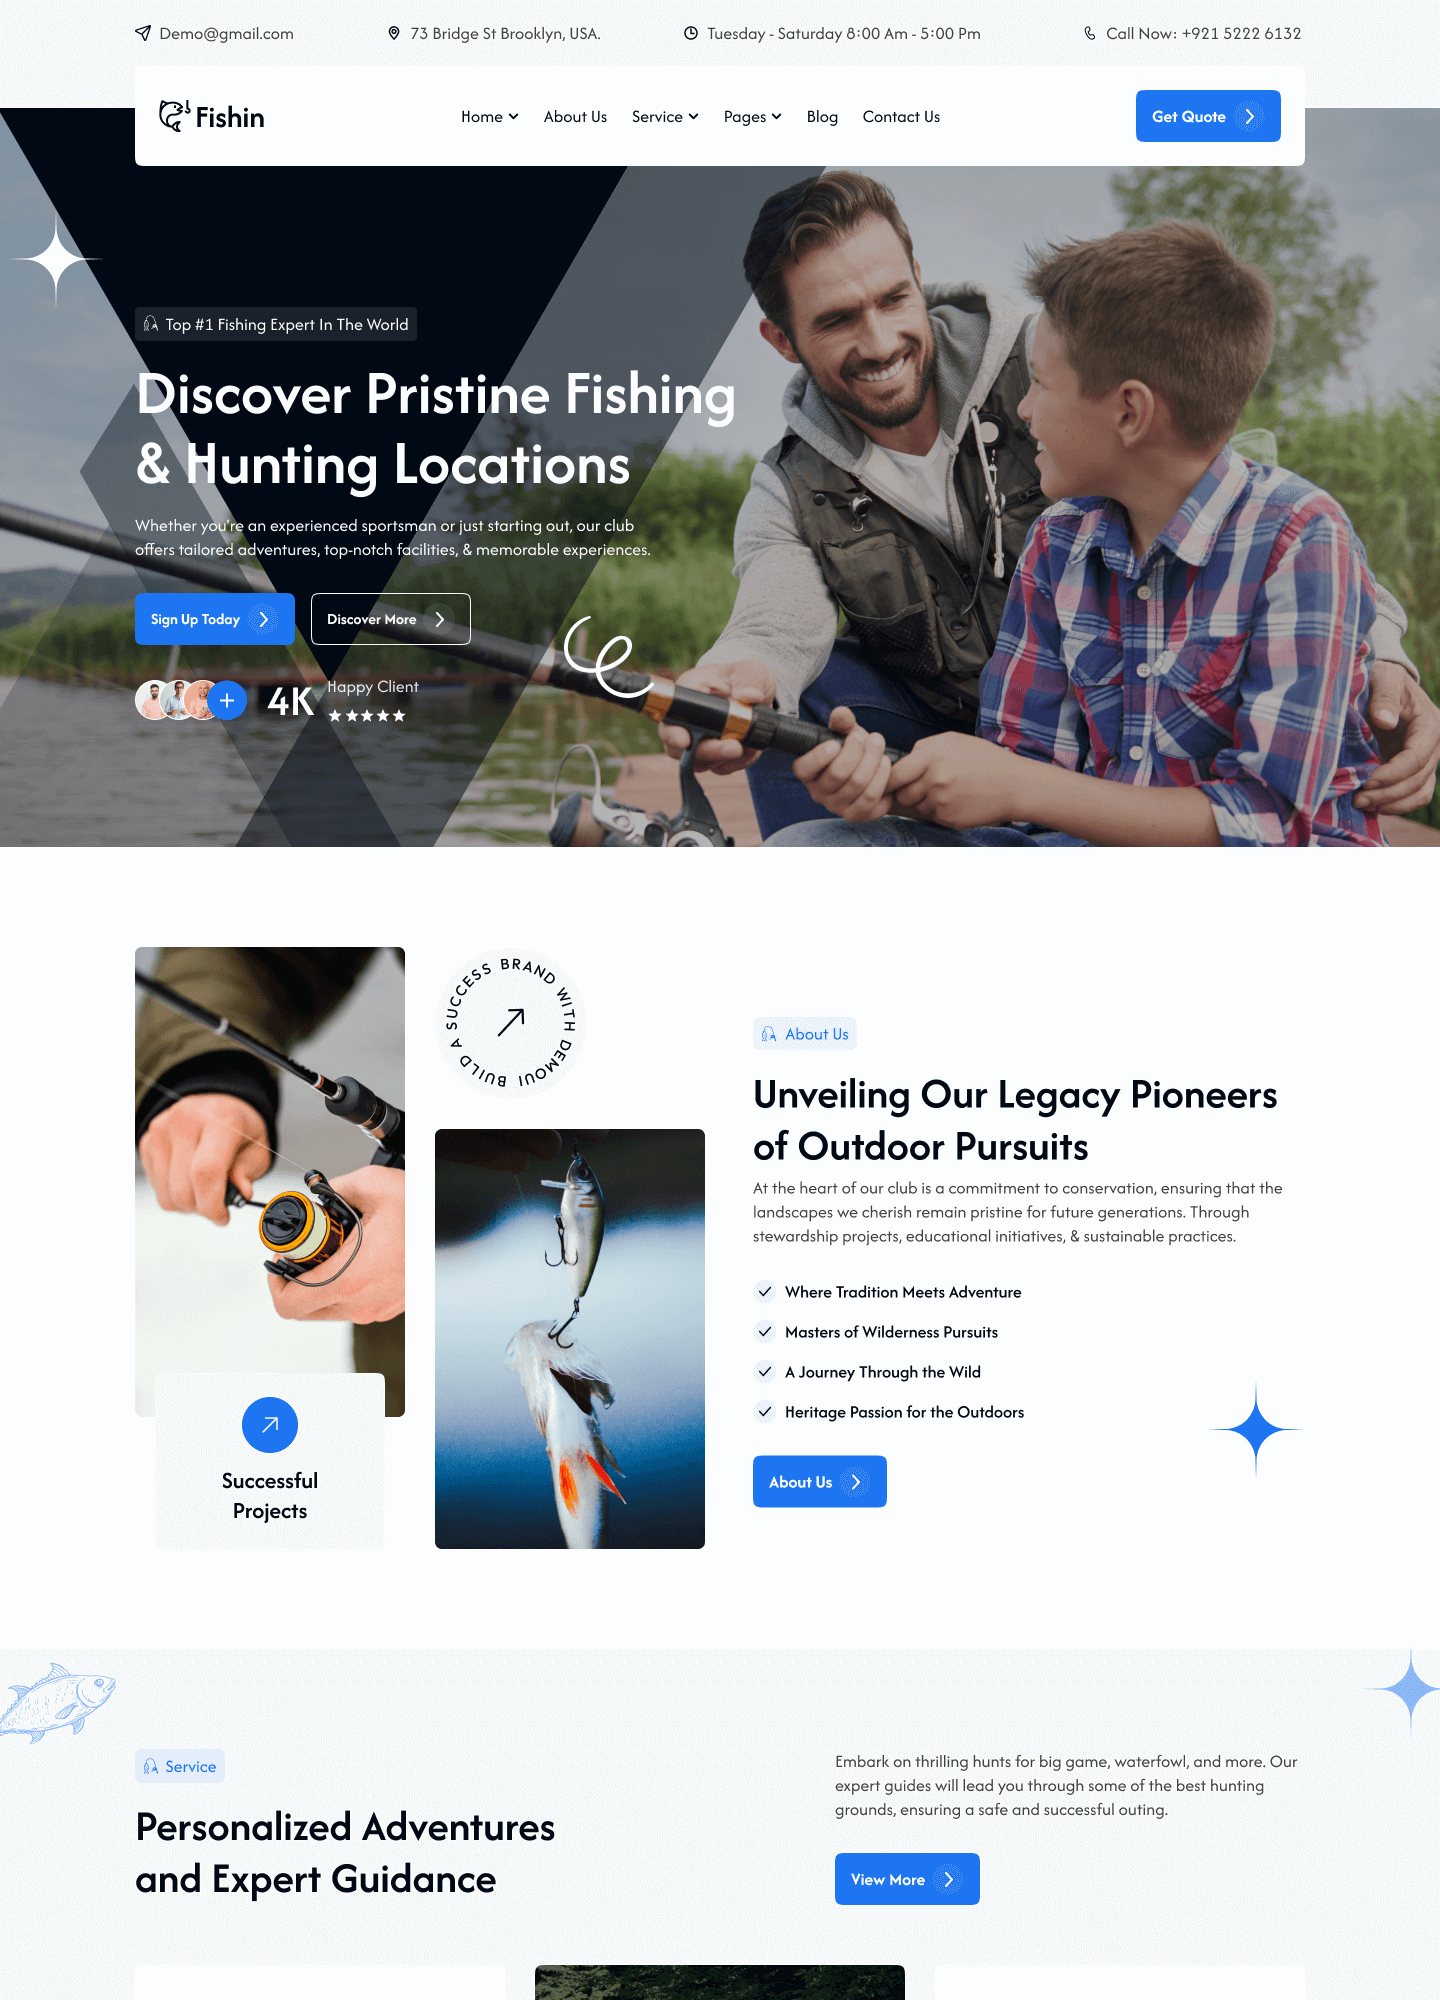 Demo@gmail.com
73 Bridge St Brooklyn, USA.
Tuesday - Saturday 8:00 Am - 5:00 Pm
Call Now: +921 5222 6132
Fishin
Home
About Us
Service
Pages
Blog
Contact Us
Get Quote
Top #1 Fishing Expert In The World
Discover Pristine Fishing
& Hunting Locations
Whether you're an experienced sportsman or just starting out, our club
offers tailored adventures, top-notch facilities, & memorable experiences.
Sign Up Today
Discover More
4K
Happy Client
BUILD A SUCCESS BRAND WITH DEMOUI
Successful
Projects
About Us
Unveiling Our Legacy Pioneers
of Outdoor Pursuits
At the heart of our club is a commitment to conservation, ensuring that the
landscapes we cherish remain pristine for future generations. Through
stewardship projects, educational initiatives, & sustainable practices.
Where Tradition Meets Adventure
Masters of Wilderness Pursuits
A Journey Through the Wild
Heritage Passion for the Outdoors
About Us
Service
Personalized Adventures
and Expert Guidance
Embark on thrilling hunts for big game, waterfowl, and more. Our
expert guides will lead you through some of the best hunting
grounds, ensuring a safe and successful outing.
View More